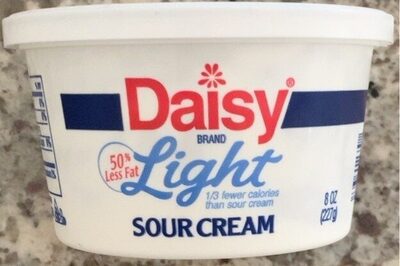 Daisy®
BRAND
50%
Less Fat
Light
1/3 fewer calories
than sour cream
8 OZ
(227g)
SOUR CREAM